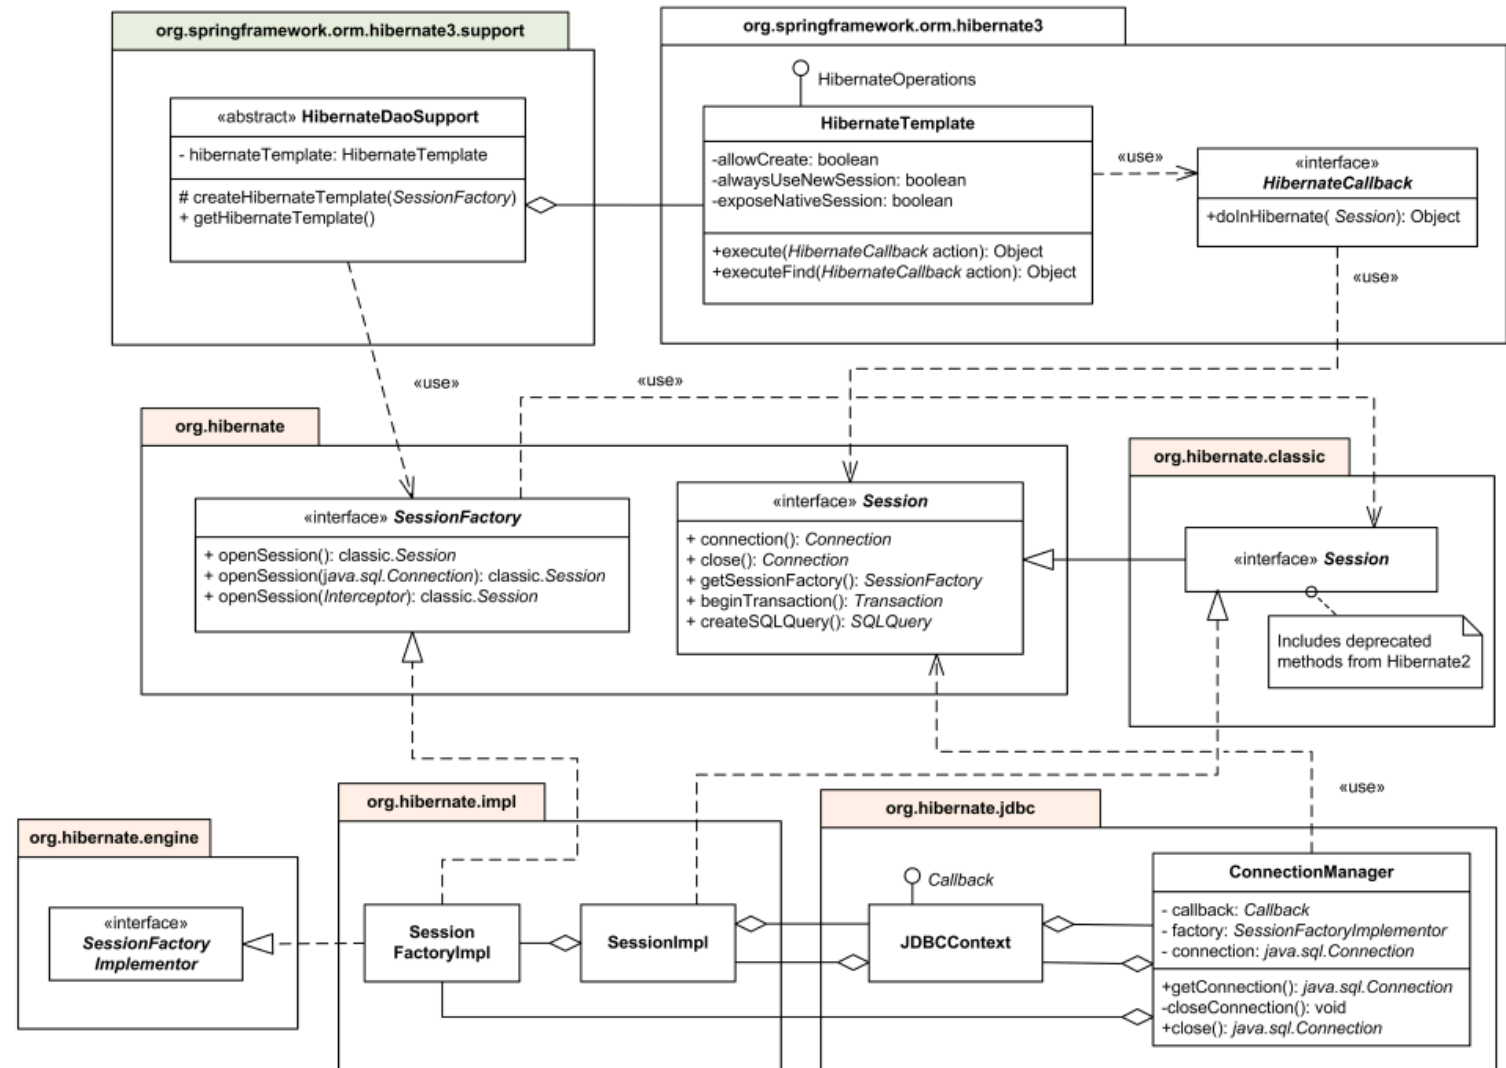 org.springframework.orm.hibernate3.support
«abstract» HibernateDaoSupport
- hibernateTemplate: HibernateTemplate
# createHibernateTemplate(SessionFactory)
+ getHibernateTemplate()
org.springframework.orm.hibernate3
HibernateOperations
HibernateTemplate
-allowCreate: boolean
-alwaysUseNewSession: boolean
-exposeNativeSession: boolean
+execute(HibernateCallback action): Object
+executeFind(HibernateCallback action): Object
«use»
«interface»
HibernateCallback
+doInHibernate( Session): Object
«use»
«use»
«use»
org.hibernate
«interface» SessionFactory
+ openSession(): classic.Session
+ openSession(java.sql.Connection): classic.Session
+ openSession(Interceptor): classic.Session
«interface» Session
+ connection(): Connection
+ close(): Connection
+ getSessionFactory(): SessionFactory
+ beginTransaction(): Transaction
+ createSQLQuery(): SQLQuery
org.hibernate.classic
«interface» Session
Includes deprecated
methods from Hibernate2
«use»
org.hibernate.engine
«interface»
SessionFactory
Implementor
org.hibernate.impl
Session
FactoryImpl
SessionImpl
org.hibernate.jdbc
Callback
JDBCContext
ConnectionManager
- callback: Callback
- factory: SessionFactoryImplementor
- connection: java.sql.Connection
+getConnection(): java.sql.Connection
-closeConnection(): void
+close(): java.sql.Connection